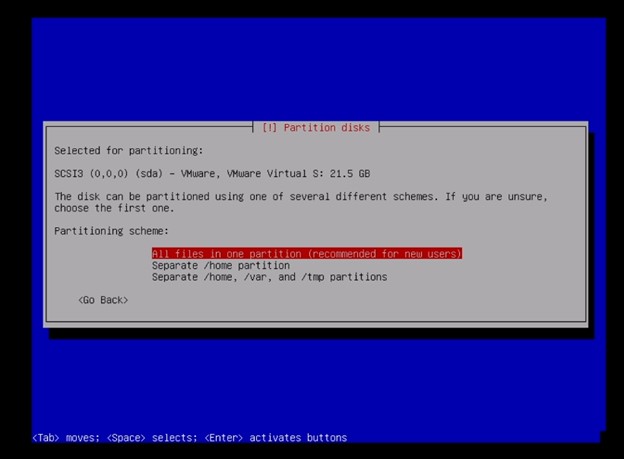 [!] Partition disks
Selected for partitioning:
SCSI3 (0,0,0) (sda) - VMware, VMware Virtual S: 21.5 GB
The disk can be partitioned using one of several different schemes. If you are unsure,
choose the first one.
Partitioning scheme:
All files in one partition (recommended for new users)
Separate /home partition
Separate /home, /var, and /tmp partitions
<Go Back>
<Tab> moves; <Space> selects; <Enter> activates buttons